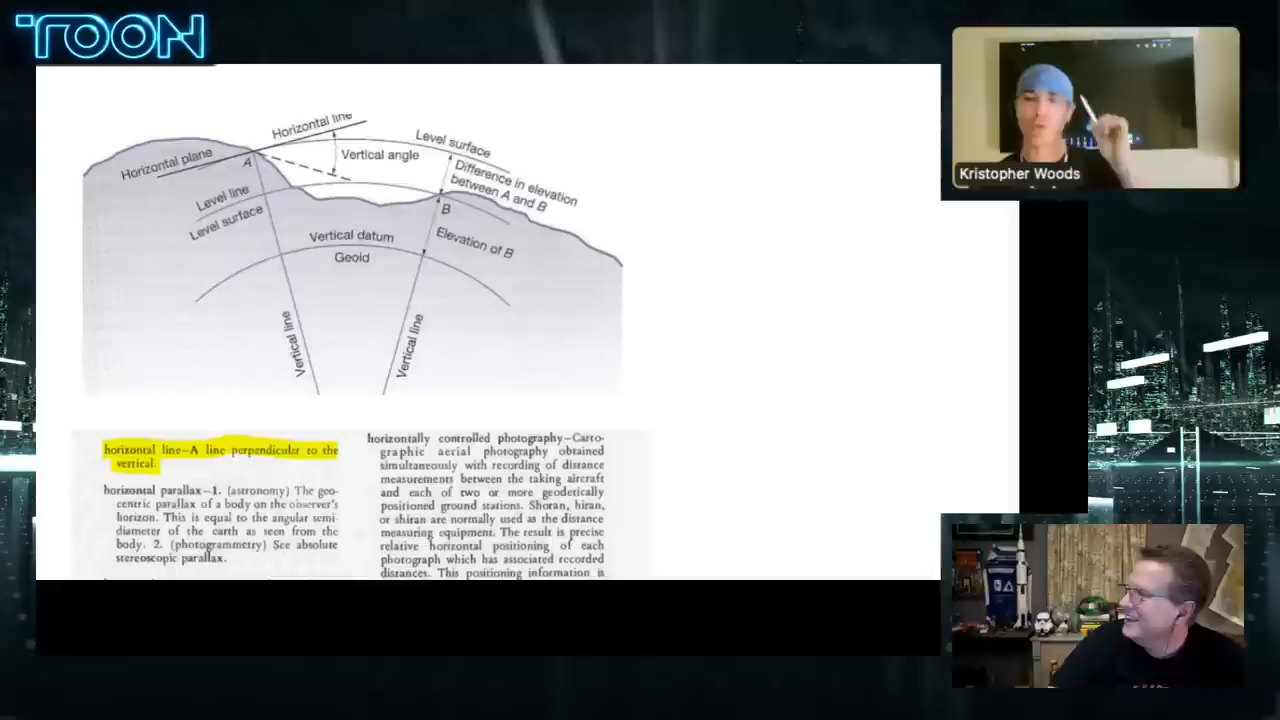 TOON
Horizontal line
Level surface
Vertical angle
Horizontal plane
A
Difference in elevation
between A and B
Level line
Level surface
B
Vertical datum
Elevation of B
Geoid
Vertical line
Vertical line
Kristopher Woods
horizontal line—A line perpendicular to the
vertical.
horizontal parallax—1. (astronomy) The geo-
centric parallax of a body on the observer's
horizon. This is equal to the angular semi-
diameter of the earth as seen from the
body. 2. (photogrammetry) See absolute
stereoscopic parallax.
horizontally controlled photography—Carto-
graphic aerial photography obtained
simultaneously with recording of distance
measurements between the taking aircraft
and each of two or more geodetically
positioned ground stations. Shoran, hiran,
or shiran are normally used as the distance
measuring equipment. The result is precise
relative horizontal positioning of each
photograph which has associated recorded
distances. This positioning information is